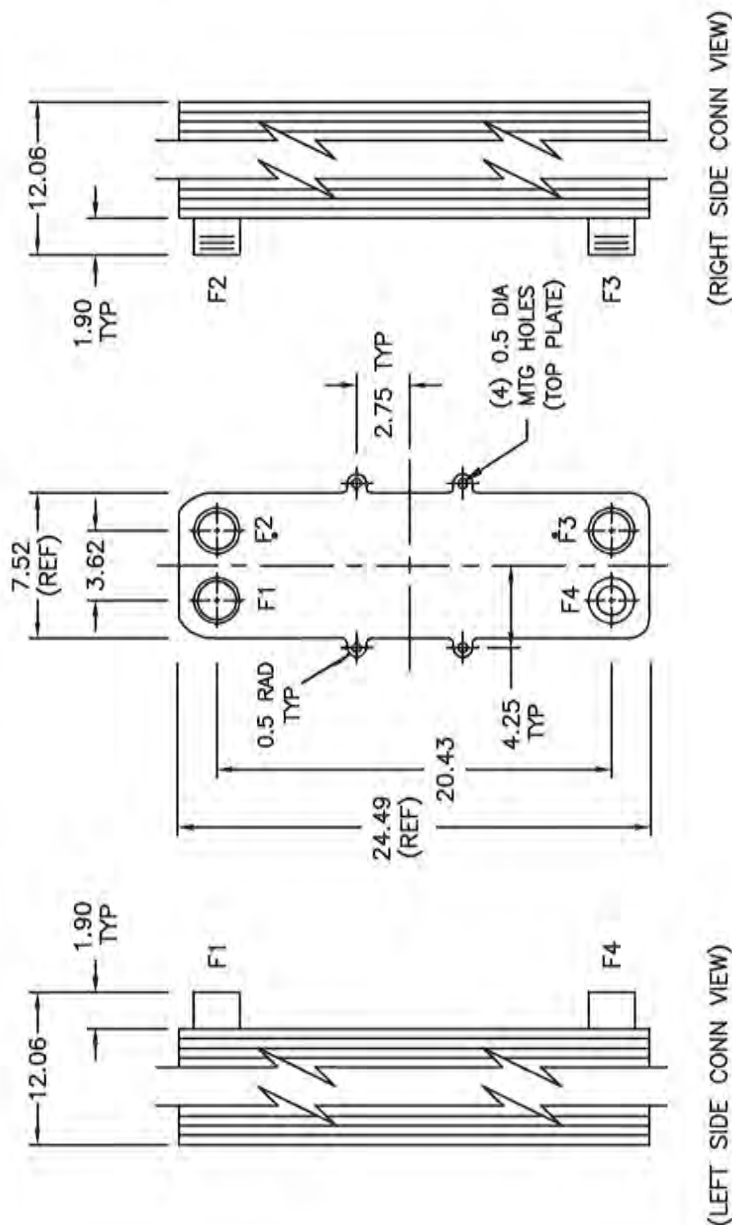 12.06
1.90
TYP
F1
F4
(LEFT SIDE CONN VIEW)
7.52
(REF)
3.62
F1
F2
0.5 RAD
TYP
2.75 TYP
(4) 0.5 DIA
MTG HOLES
(TOP PLATE)
4.25
TYP
20.43
24.49
(REF)
F4
F3
12.06
1.90
TYP
F2
F3
(RIGHT SIDE CONN VIEW)